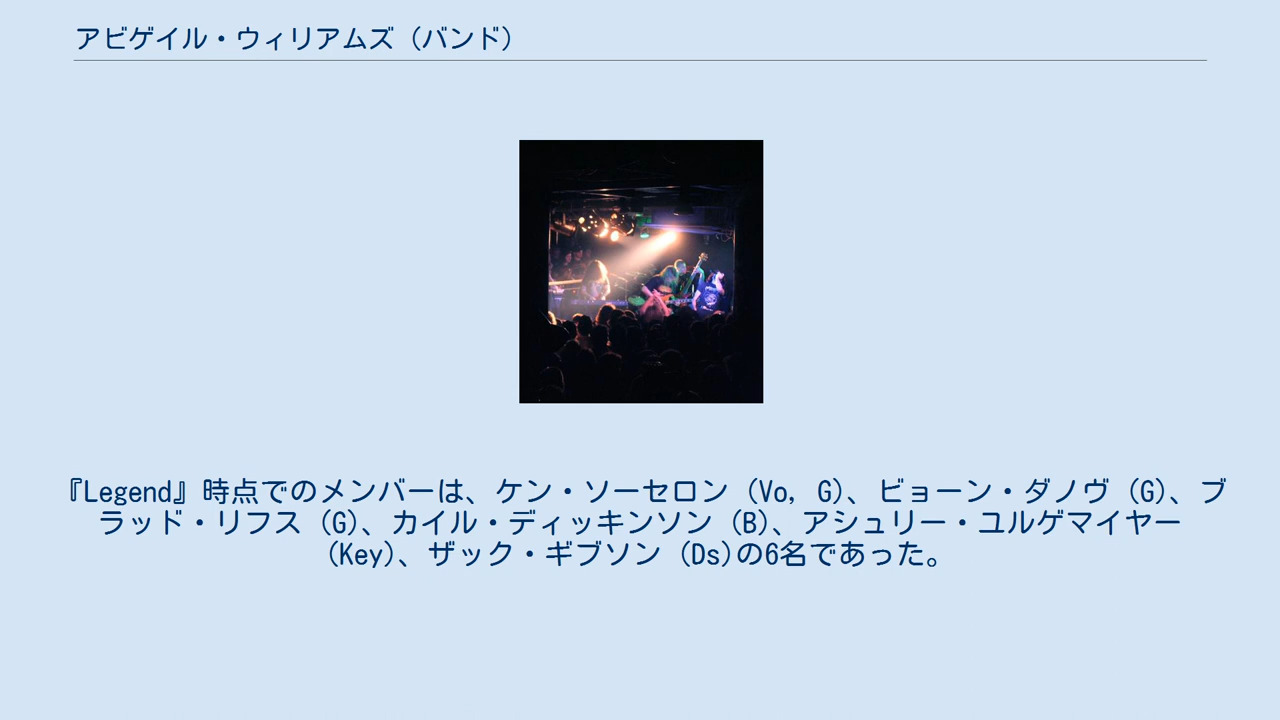 アビゲイル・ウィリアムズ（バンド）
『Legend』時点でのメンバーは、ケン・ソーセロン（Vo, G）、ビョーン・ダノヴ（G）、ブ
ラッド・リフス（G）、カイル・ディッキンソン（B）、アシュリー・ユルゲマイヤー
（Key）、ザック・ギブソン（Ds)の6名であった。